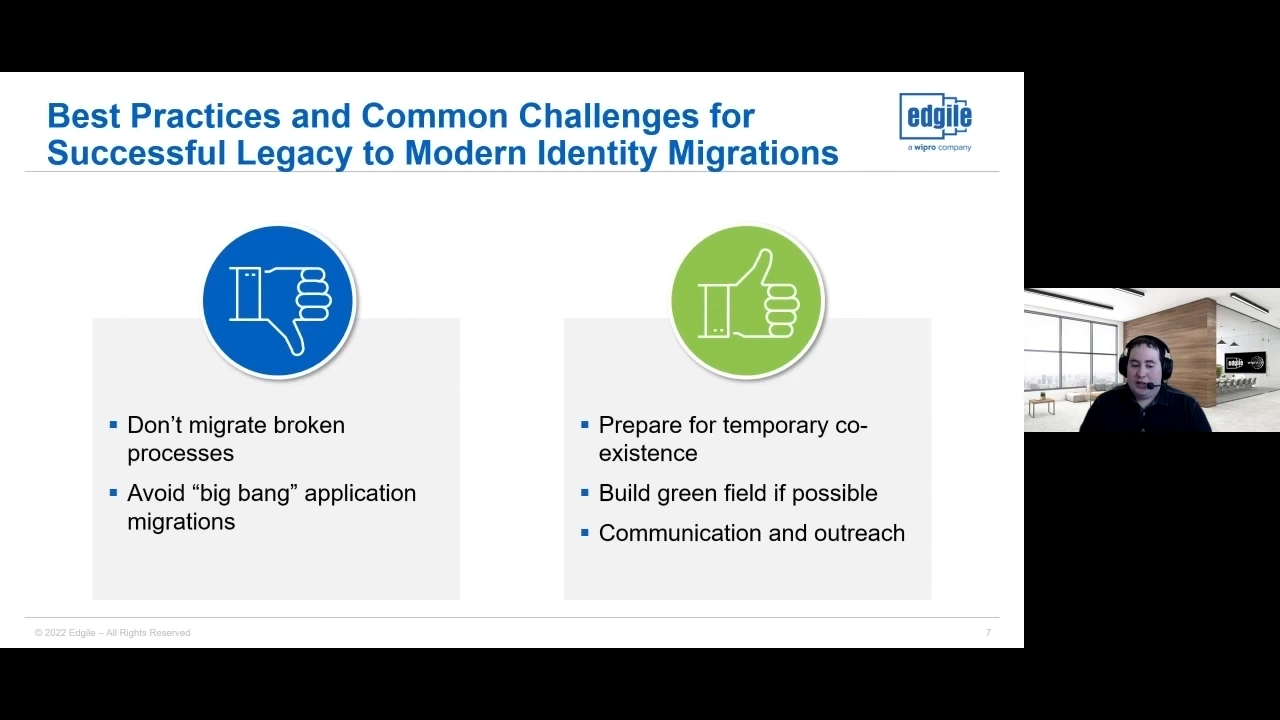 Best Practices and Common Challenges for
Successful Legacy to Modern Identity Migrations
edgile
a wipro company
Don’t migrate broken
processes
Avoid “big bang” application
migrations
Prepare for temporary co-
existence
Build green field if possible
Communication and outreach
edgile
wipro
© 2022 Edgile – All Rights Reserved
7